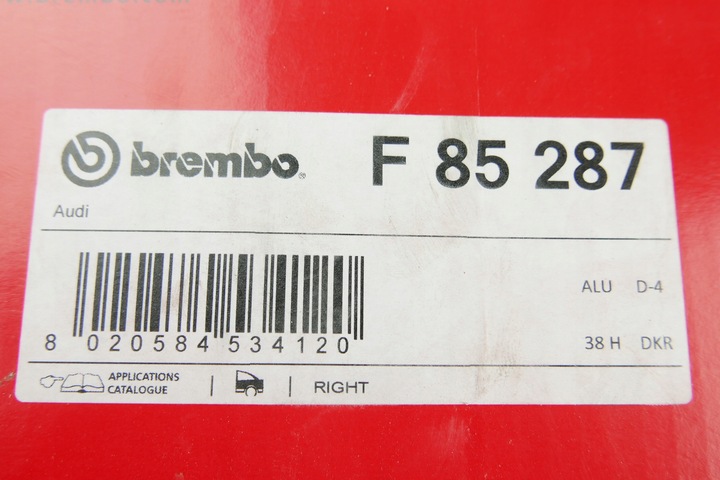 brembo® F 85 287
Audi
ALU D-4
8 020584 534120
38 H DKR
APPLICATIONS
CATALOGUE
RIGHT